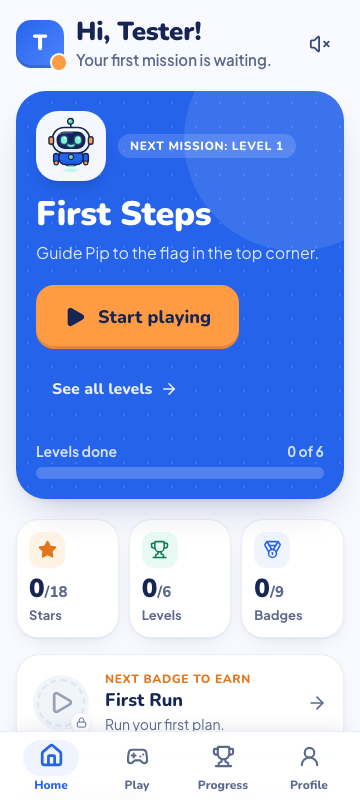 T
Hi, Tester!
Your first mission is waiting.
NEXT MISSION: LEVEL 1
First Steps
Guide Pip to the flag in the top corner.
Start playing
See all levels
Levels done
0 of 6
0/18
Stars
0/6
Levels
0/9
Badges
NEXT BADGE TO EARN
First Run
Run your first plan.
Home
Play
Progress
Profile